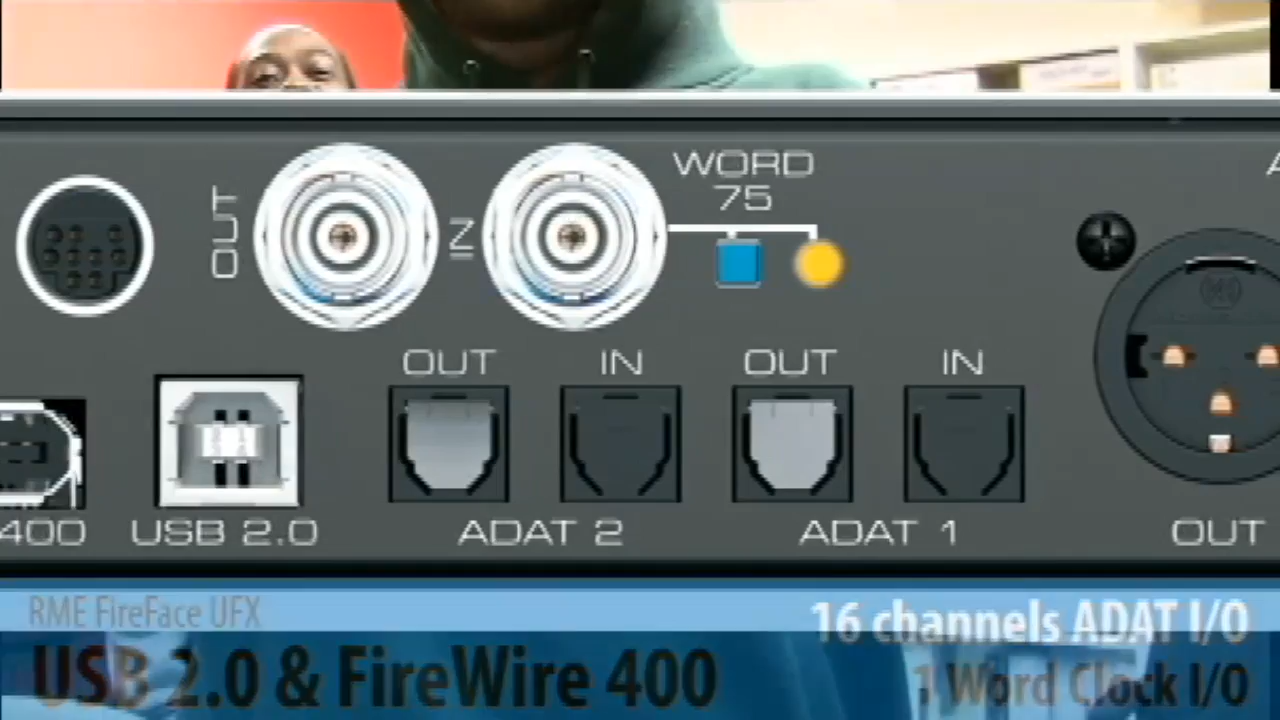 WORD
75
OUT
IN
OUT
IN
OUT
IN
400
USB 2.0
ADAT 2
ADAT 1
OUT
RME FireFace UFX
16 channels ADAT I/O
USB 2.0 & FireWire 400
1 Word Clock I/O